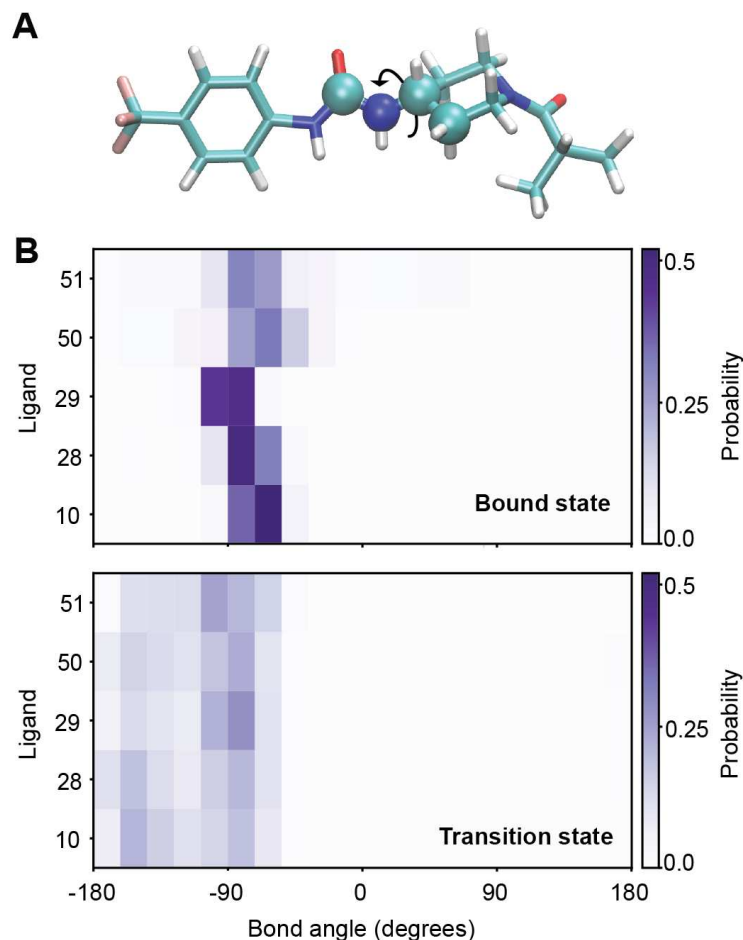 A
B
51
50
29
28
10
Ligand
Bound state
0.5
0.25
0.0
Probability
51
50
29
28
10
Ligand
Transition state
0.5
0.25
0.0
Probability
-180
-90
0
90
180
Bond angle (degrees)